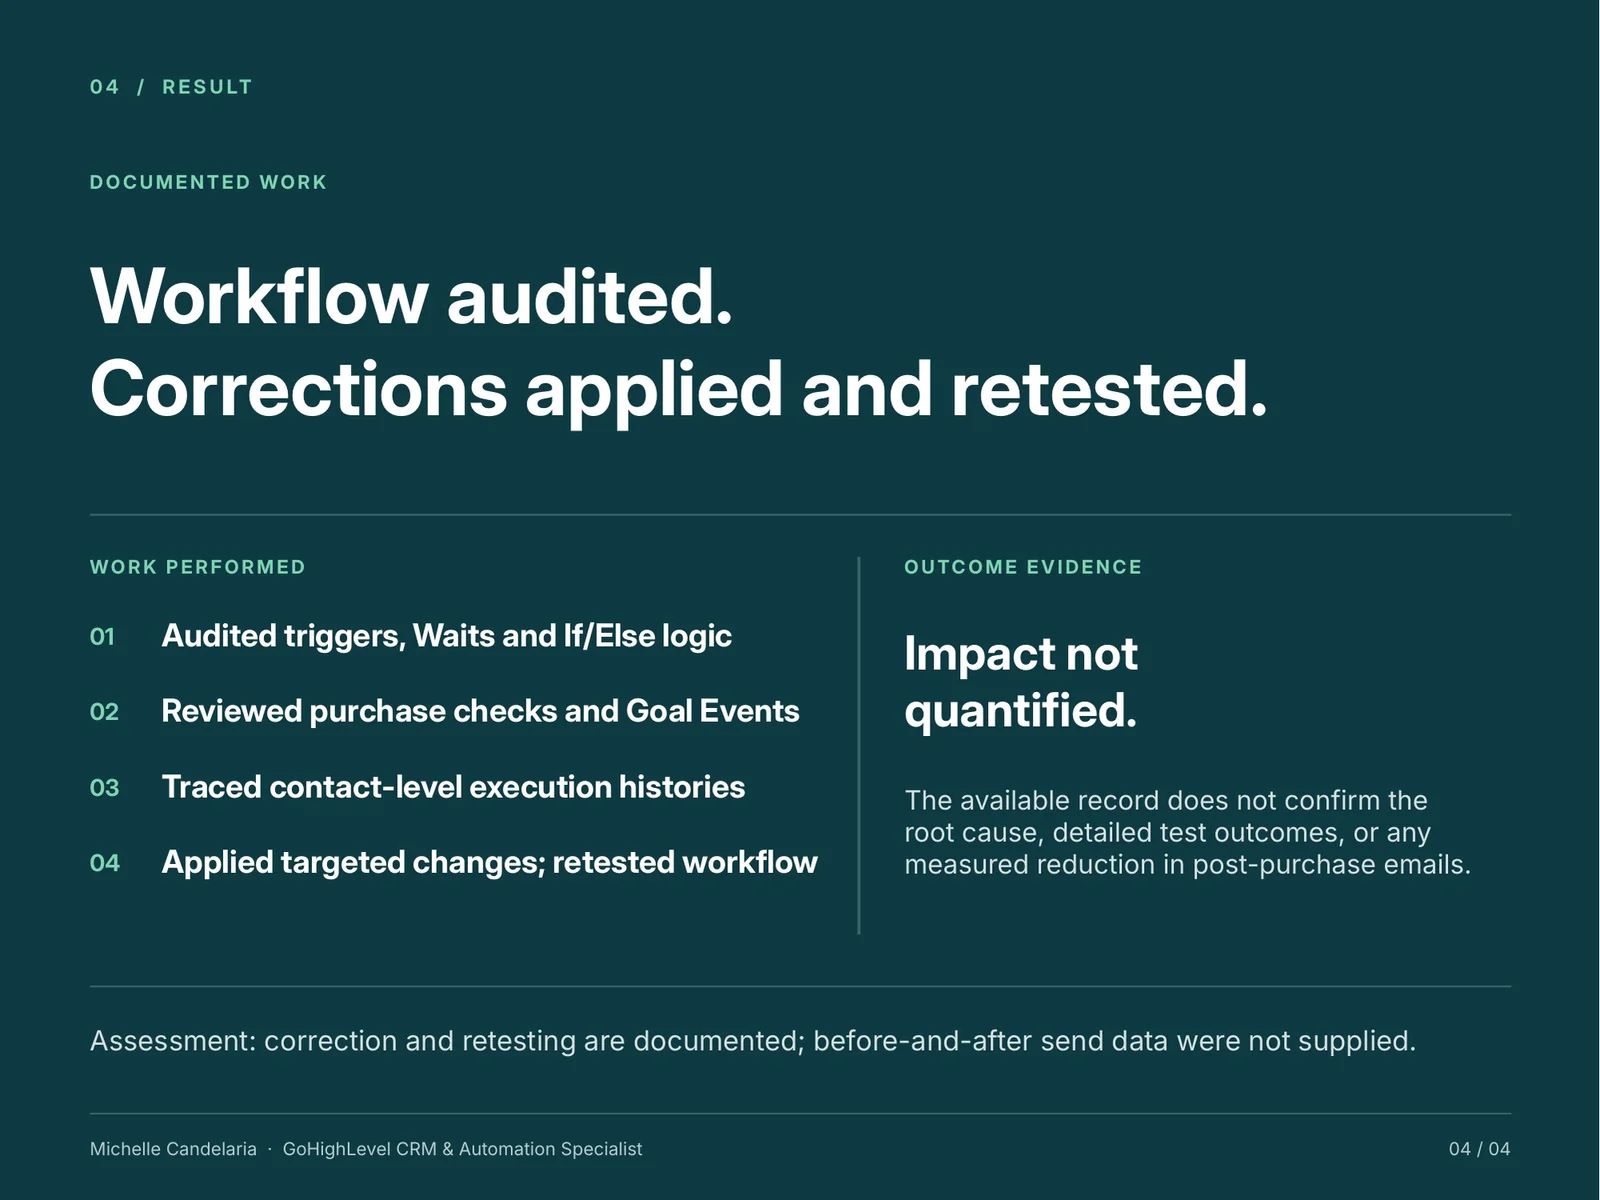 04 / RESULT
DOCUMENTED WORK
Workflow audited.
Corrections applied and retested.
WORK PERFORMED
01 Audited triggers, Waits and If/Else logic
02 Reviewed purchase checks and Goal Events
03 Traced contact-level execution histories
04 Applied targeted changes; retested workflow
OUTCOME EVIDENCE
Impact not
quantified.
The available record does not confirm the
root cause, detailed test outcomes, or any
measured reduction in post-purchase emails.
Assessment: correction and retesting are documented; before-and-after send data were not supplied.
Michelle Candelaria · GoHighLevel CRM & Automation Specialist
04 / 04